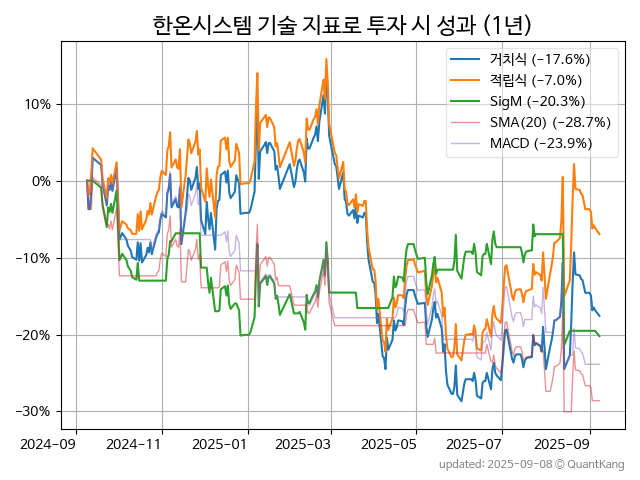 한온시스템 기술 지표로 투자 시 성과 (1년)
거치식 (−17.6%)
적립식 (−7.0%)
SigM (−20.3%)
SMA(20) (−28.7%)
MACD (−23.9%)
10%
0%
−10%
−20%
−30%
2024-09 2024-11 2025-01 2025-03 2025-05 2025-07 2025-09
updated: 2025-09-08 ⓒ QuantKang